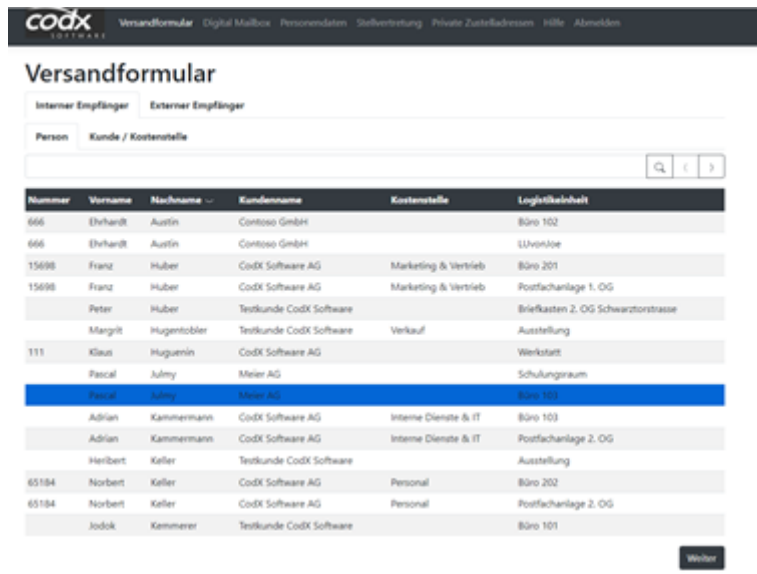 codx
SOFTWARE
Versandformular Digital Mailbox Personendaten Stellvertretung Private Zustelladressen Hilfe Abmelden
Versandformular
Interner Empfänger Externer Empfänger
Person Kunde / Kostenstelle
Nummer Vorname Nachname Kundenname Kostenstelle Logistikeinheit
666 Ehrhardt Austin Contoso GmbH Büro 102
666 Ehrhardt Austin Contoso GmbH LUvonJoe
15698 Franz Huber CodX Software AG Marketing & Vertrieb Büro 201
15698 Franz Huber CodX Software AG Marketing & Vertrieb Postfachanlage 1. OG
Peter Huber Testkunde CodX Software Briefkasten 2. OG Schwarztorstrasse
Margrit Hugentobler Testkunde CodX Software Verkauf Ausstellung
111 Klaus Huguenin CodX Software AG Werkstatt
Pascal Julmy Meier AG Schulungsraum
Pascal Julmy Meier AG Büro 103
Adrian Kammermann CodX Software AG Interne Dienste & IT Büro 103
Adrian Kammermann CodX Software AG Interne Dienste & IT Postfachanlage 2. OG
Heribert Keller Testkunde CodX Software Ausstellung
65184 Norbert Keller CodX Software AG Personal Büro 202
65184 Norbert Keller CodX Software AG Personal Postfachanlage 2. OG
Jodok Kemmerer Testkunde CodX Software Büro 101
Weiter